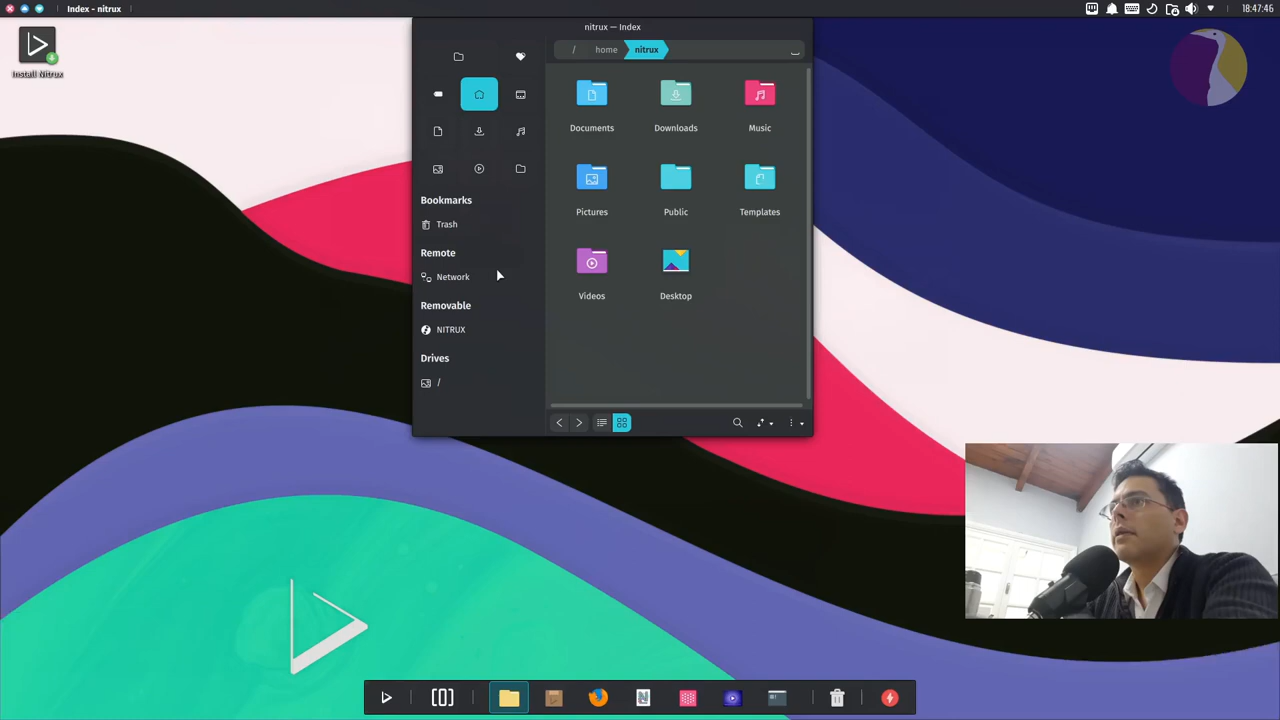 Index - nitrux
18:47:46
Install Nitrux
nitrux — Index
/
home
nitrux
Documents
Downloads
Music
Pictures
Public
Templates
Videos
Desktop
Bookmarks
Trash
Remote
Network
Removable
NITRUX
Drives
/